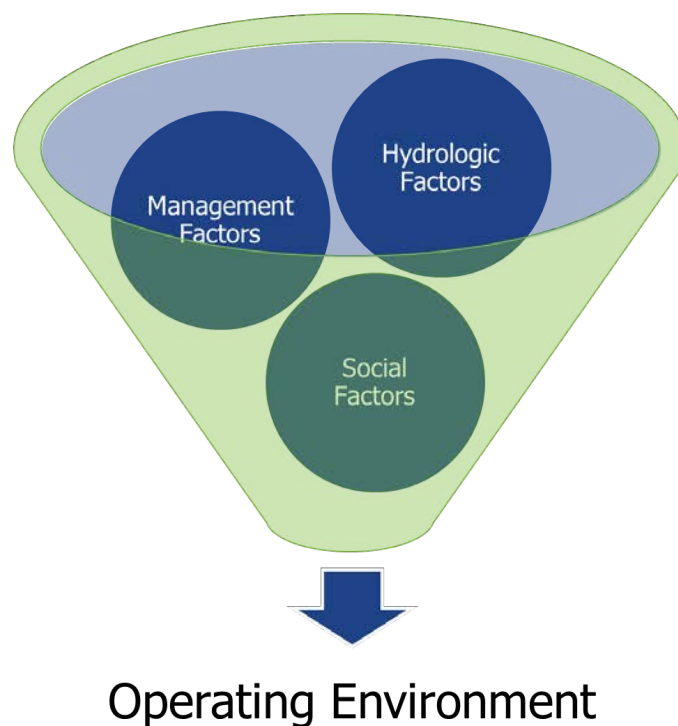 Hydrologic
Factors
Management
Factors
Social
Factors
Operating Environment